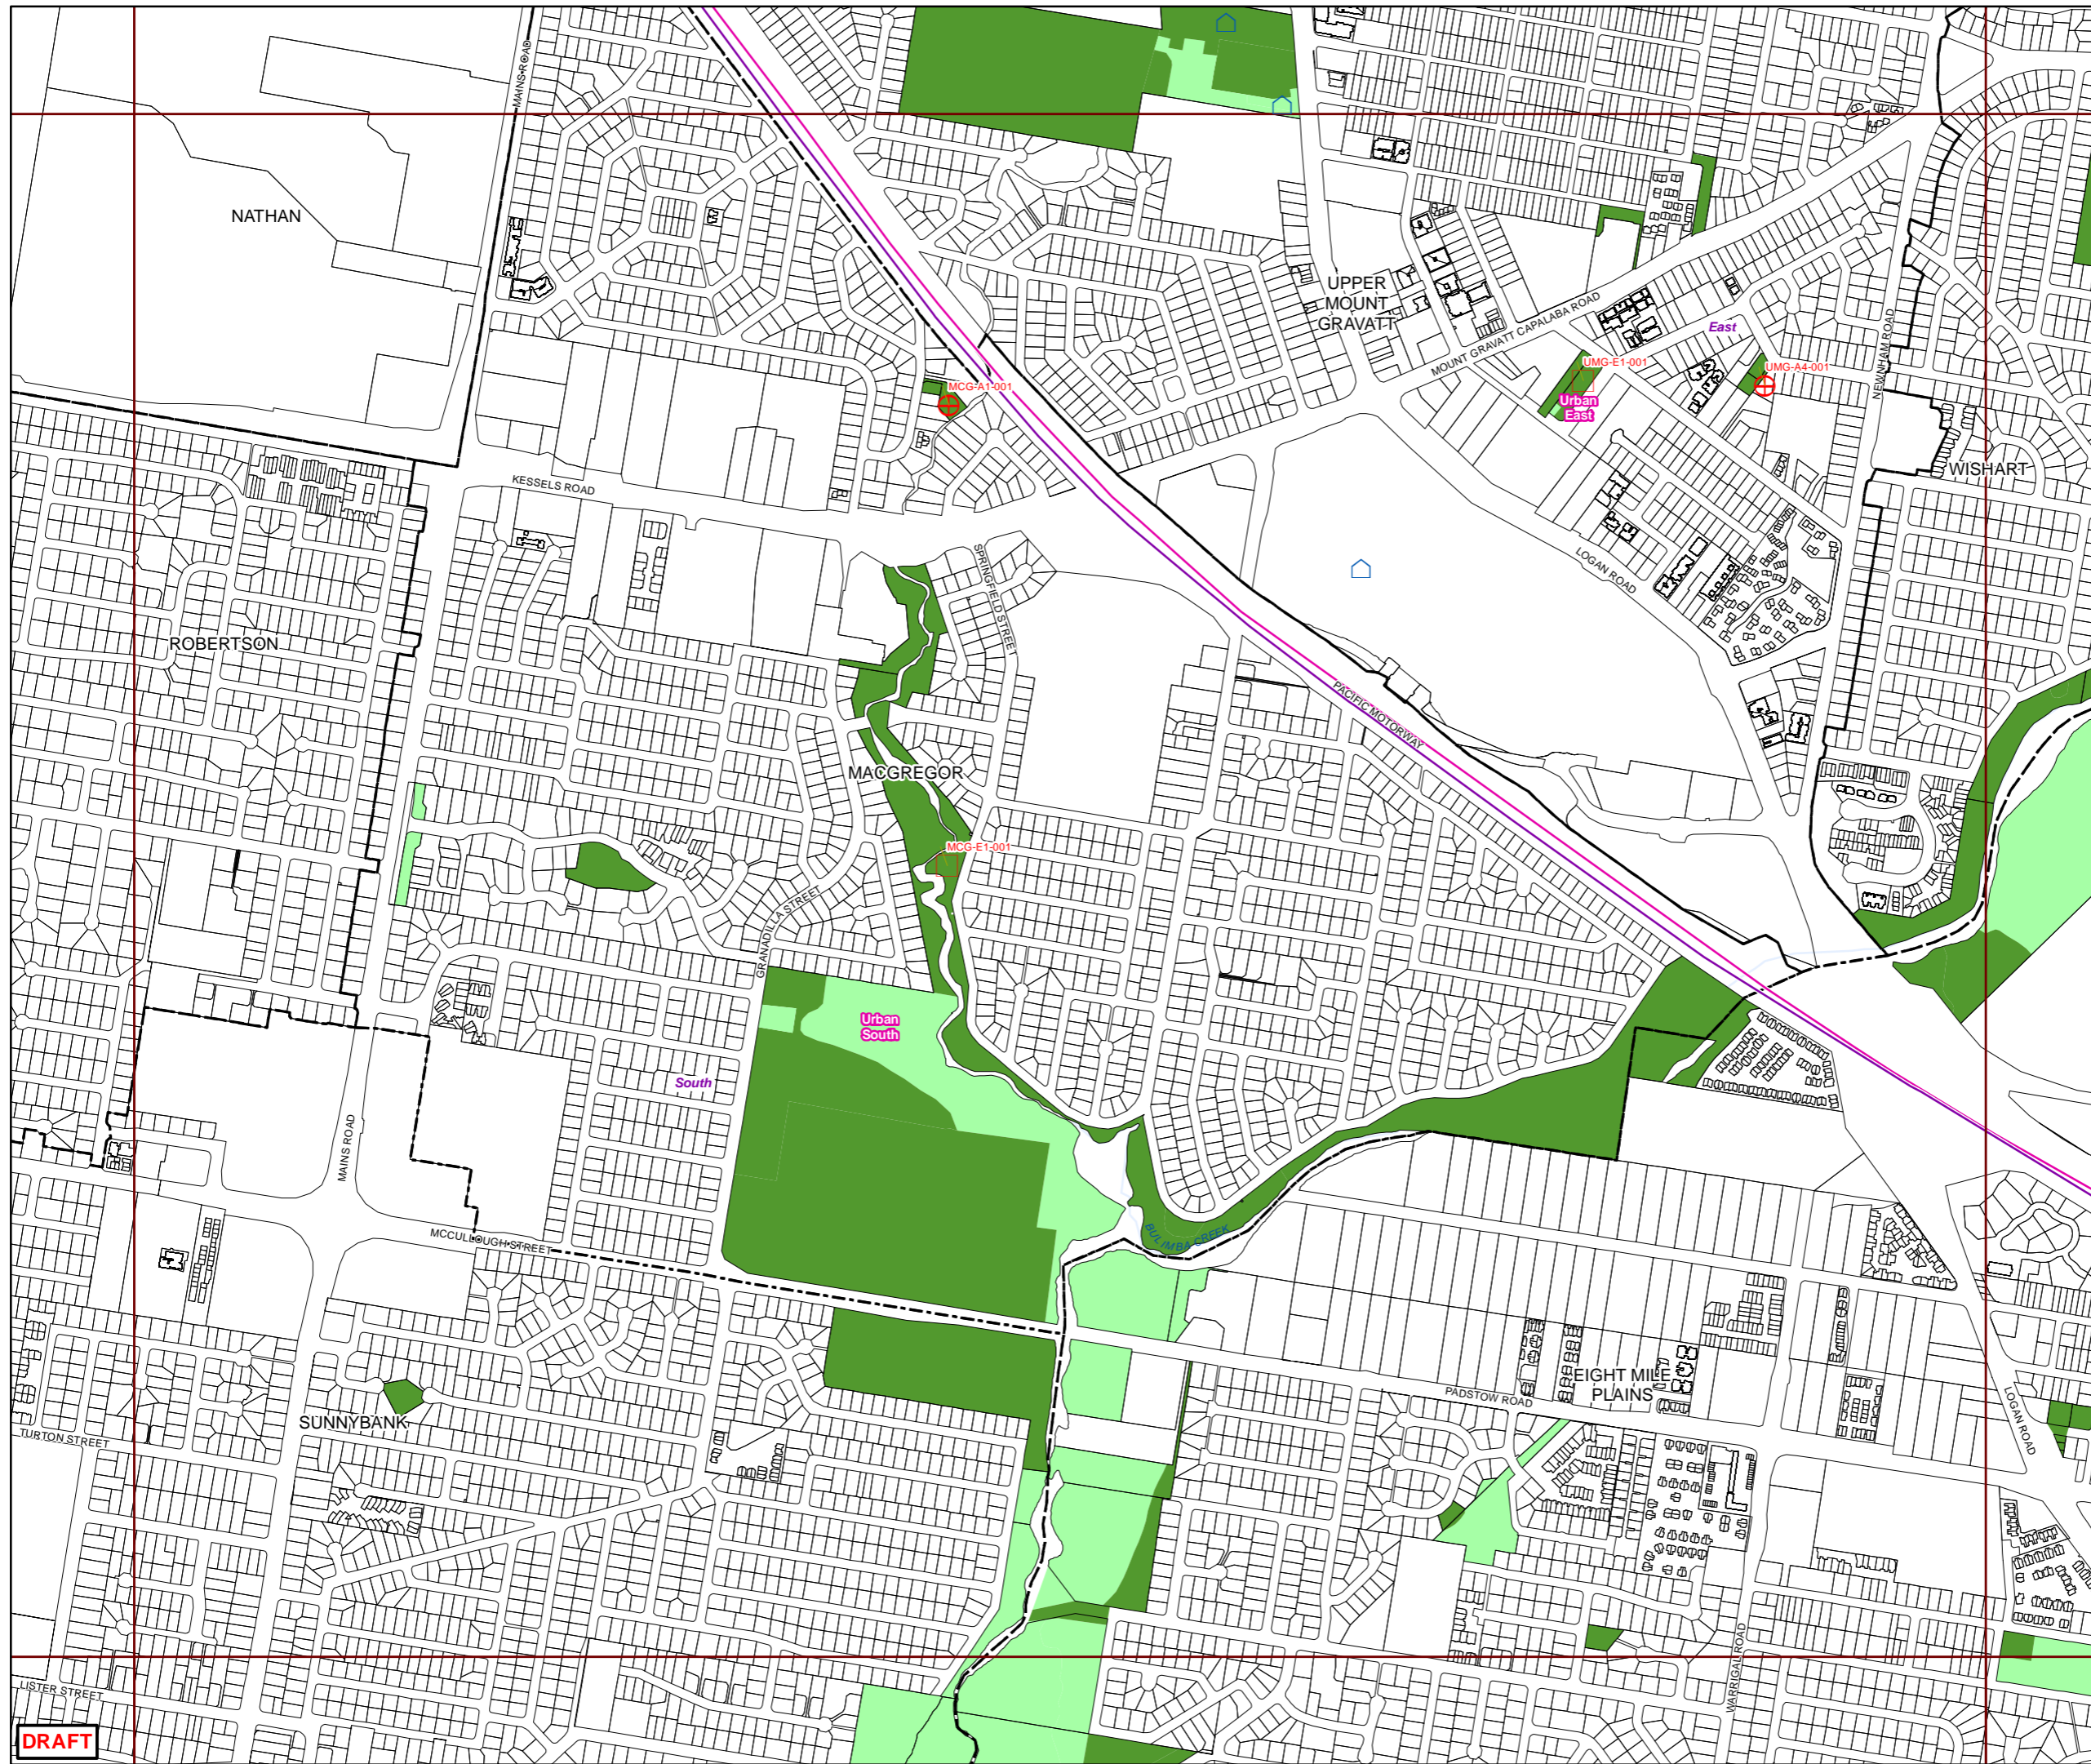 MAINS ROAD
NATHAN
UPPER
MOUNT
GRAVATT
MOUNT GRAVATT CAPALABA ROAD
East
NEWNHAM ROAD
UMG-E1-001
UMG-A4-001
Urban
East
MCG-A1-001
WISHART
KESSELS ROAD
SPRINGFIELD STREET
LOGAN ROAD
ROBERTSON
PACIFIC MOTORWAY
MACGREGOR
MCG-E1-001
GRANADILLA STREET
Urban
South
South
MAINS ROAD
BULIMBA CREEK
MCCULLOUGH STREET
EIGHT MILE
PLAINS
PADSTOW ROAD
LOGAN ROAD
SUNNYBANK
TURTON STREET
WARRIGAL ROAD
LISTER STREET
DRAFT